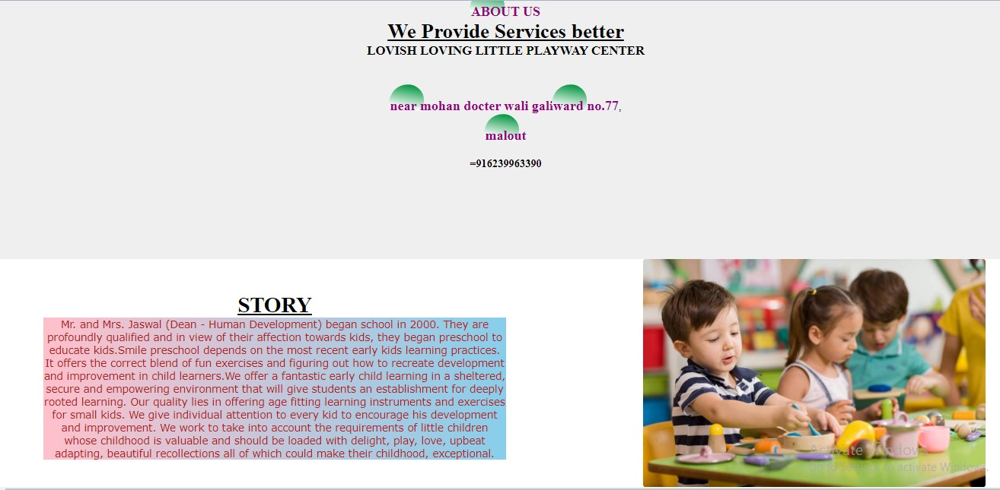 ABOUT US
We Provide Services better
LOVISH LOVING LITTLE PLAYWAY CENTER
near mohan docter wali galiward no.77,
malout
=916239963390
STORY
Mr. and Mrs. Jaswal (Dean - Human Development) began school in 2000. They are
profoundly qualified and in view of their affection towards kids, they began preschool to
educate kids.Smile preschool depends on the most recent early kids learning practices.
It offers the correct blend of fun exercises and figuring out how to recreate development
and improvement in child learners.We offer a fantastic early child learning in a sheltered,
secure and empowering environment that will give students an establishment for deeply
rooted learning. Our quality lies in offering age fitting learning instruments and exercises
for small kids. We give individual attention to every kid to encourage his development
and improvement. We work to take into account the requirements of little children
whose childhood is valuable and should be loaded with delight, play, love, upbeat
adapting, beautiful recollections all of which could make their childhood, exceptional.
Activate Windows
Go to Settings to activate Windows.